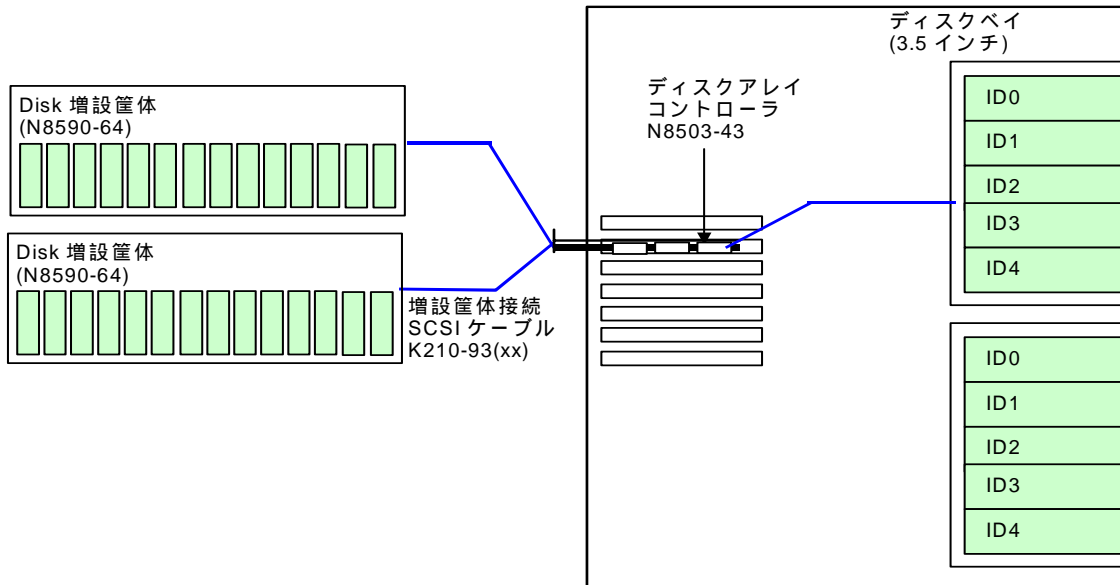 ディスクベイ
(3.5 インチ)
ディスクアレイ
コントローラ
N8503-43
Disk 増設筐体
(N8590-64)
Disk 増設筐体
(N8590-64)
増設筐体接続
SCSI ケーブル
K210-93(xx)
ID0
ID1
ID2
ID3
ID4
ID0
ID1
ID2
ID3
ID4